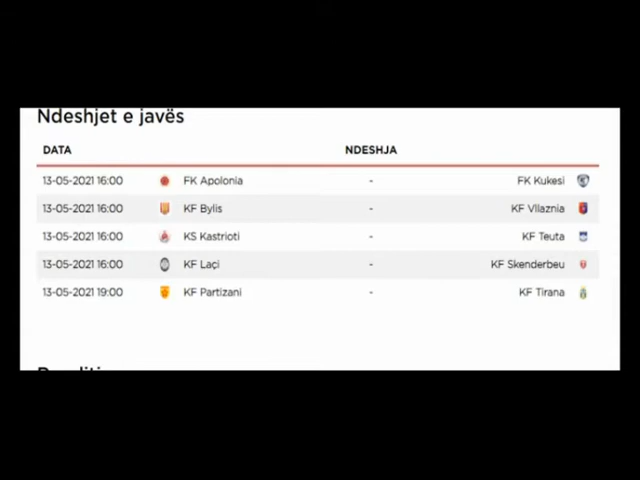 Ndeshjet e javës
DATA NDESHJA
13-05-2021 16:00 FK Apolonia - FK Kukesi
13-05-2021 16:00 KF Bylis - KF Vllaznia
13-05-2021 16:00 KS Kastrioti - KF Teuta
13-05-2021 16:00 KF Laçi - KF Skenderbeu
13-05-2021 19:00 KF Partizani - KF Tirana